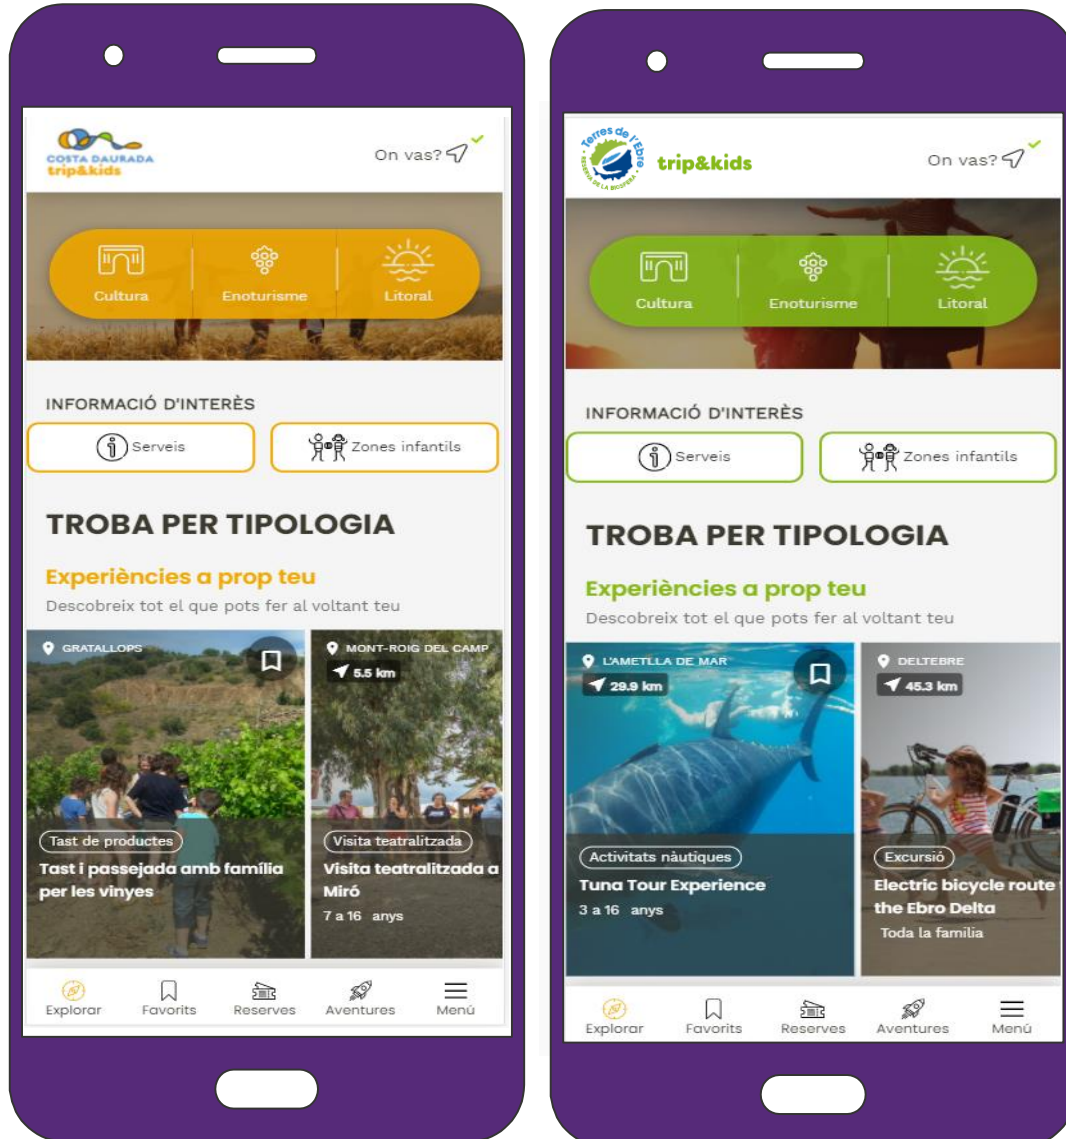 COSTA DAURADA
trip&kids
On vas?
Cultura
Enoturisme
Litoral
INFORMACIÓ D'INTERÈS
Serveis
Zones infantils
TROBA PER TIPOLOGIA
Experiències a prop teu
Descobreix tot el que pots fer al voltant teu
GRATALLOPS
Tast de productes
Tast i passejada amb família
per les vinyes
MONT-ROIG DEL CAMP
5.5 km
Visita teatralitzada
Visita teatralitzada a
Miró
7 a 16 anys
Explorar
Favorits
Reserves
Aventures
Menú
Terres de l'Ebre
RESERVA DE LA BIOSFERA
trip&kids
On vas?
Cultura
Enoturisme
Litoral
INFORMACIÓ D'INTERÈS
Serveis
Zones infantils
TROBA PER TIPOLOGIA
Experiències a prop teu
Descobreix tot el que pots fer al voltant teu
L'AMETLLA DE MAR
29.9 km
Activitats nàutiques
Tuna Tour Experience
3 a 16 anys
DELTEBRE
45.3 km
Excursió
Electric bicycle route
the Ebro Delta
Toda la família
Explorar
Favorits
Reserves
Aventures
Menú